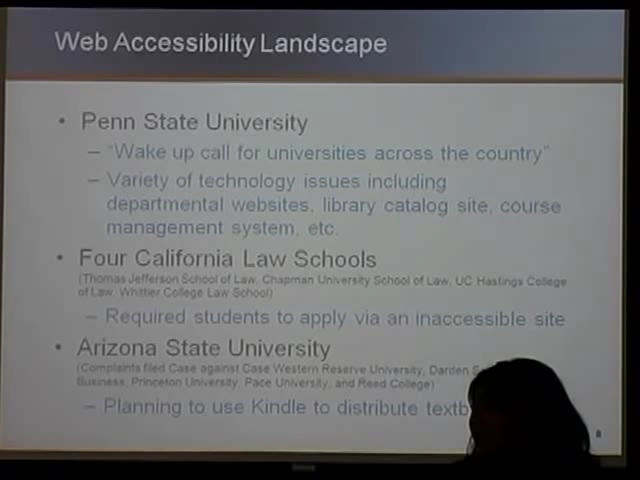 Web Accessibility Landscape
• Penn State University
– "Wake up call for universities across the country"
– Variety of technology issues including
departmental websites, library catalog site, course
management system, etc.
• Four California Law Schools
(Thomas Jefferson School of Law, Chapman University School of Law, UC Hastings College
of Law, Whittier College Law School)
– Required students to apply via an inaccessible site
• Arizona State University
(Complaints filed Case against Case Western Reserve University, Darden
Business, Princeton University, Pace University, and Reed College)
– Planning to use Kindle to distribute
8